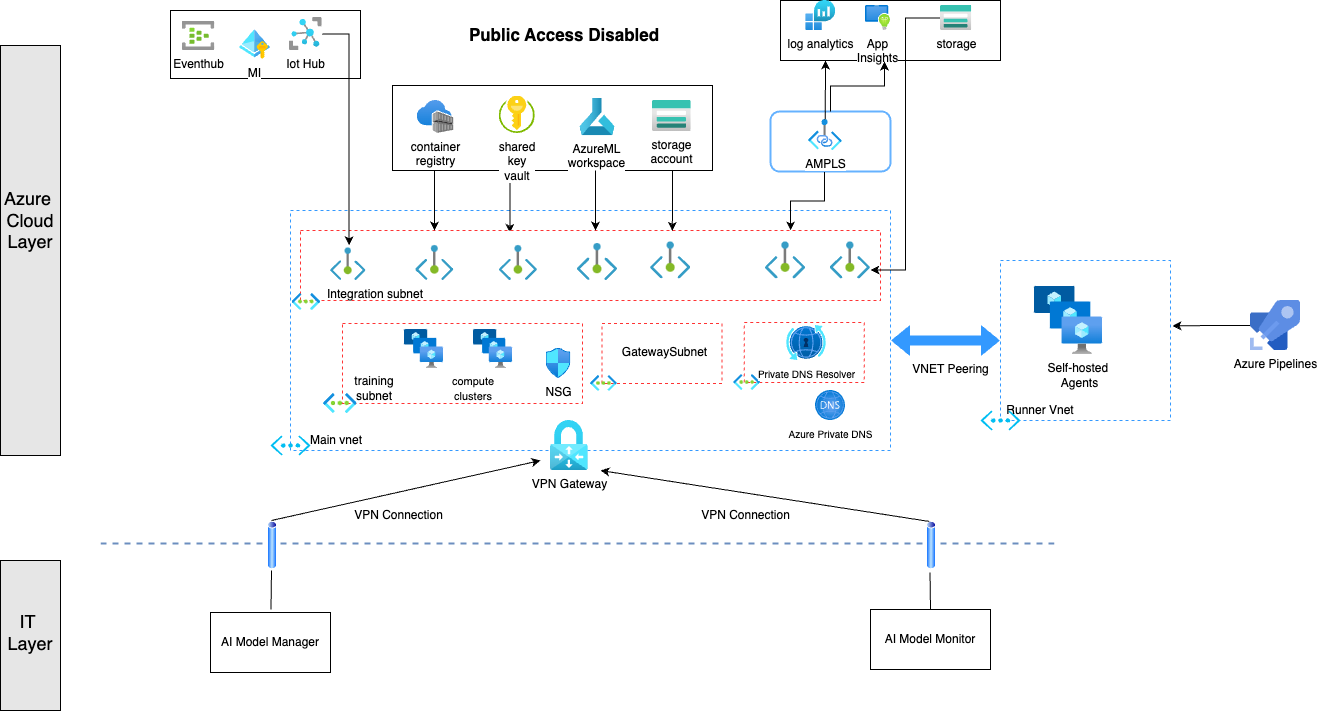 Public Access Disabled
Eventhub
MI
Iot Hub
log analytics
App
Insights
storage
container
registry
shared
key
vault
AzureML
workspace
storage
account
AMPLS
Azure
Cloud
Layer
Integration subnet
training
subnet
compute
clusters
NSG
GatewaySubnet
Private DNS Resolver
DNS
Azure Private DNS
Main vnet
VNET Peering
Self-hosted
Agents
Runner Vnet
Azure Pipelines
VPN Gateway
VPN Connection
VPN Connection
IT
Layer
AI Model Manager
AI Model Monitor